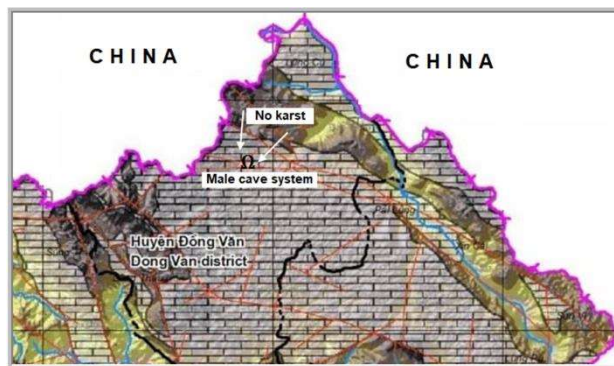 CHINA
CHINA
No karst
Ω
Male cave system
Huyện Đồng Văn
Dong Van district